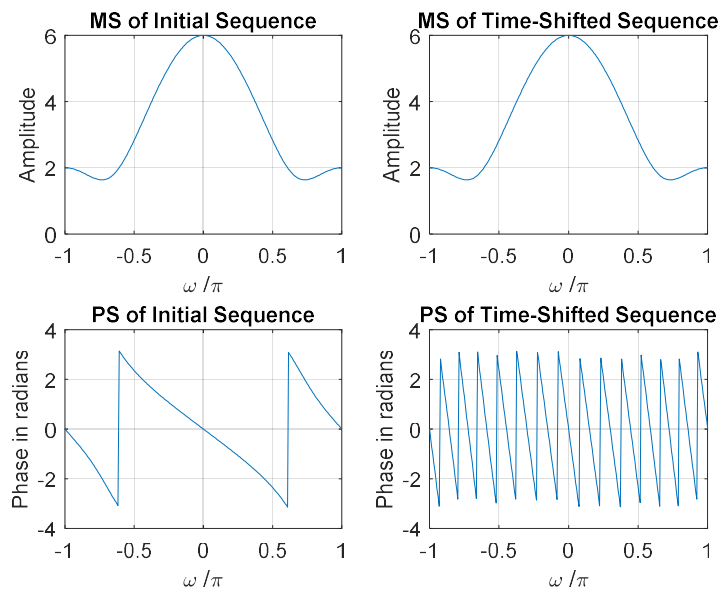 MS of Initial Sequence
6
4
2
0
Amplitude
-1 -0.5 0 0.5 1
ω /π
MS of Time-Shifted Sequence
6
4
2
0
Amplitude
-1 -0.5 0 0.5 1
ω /π
PS of Initial Sequence
4
2
0
-2
-4
Phase in radians
-1 -0.5 0 0.5 1
ω /π
PS of Time-Shifted Sequence
4
2
0
-2
-4
Phase in radians
-1 -0.5 0 0.5 1
ω /π